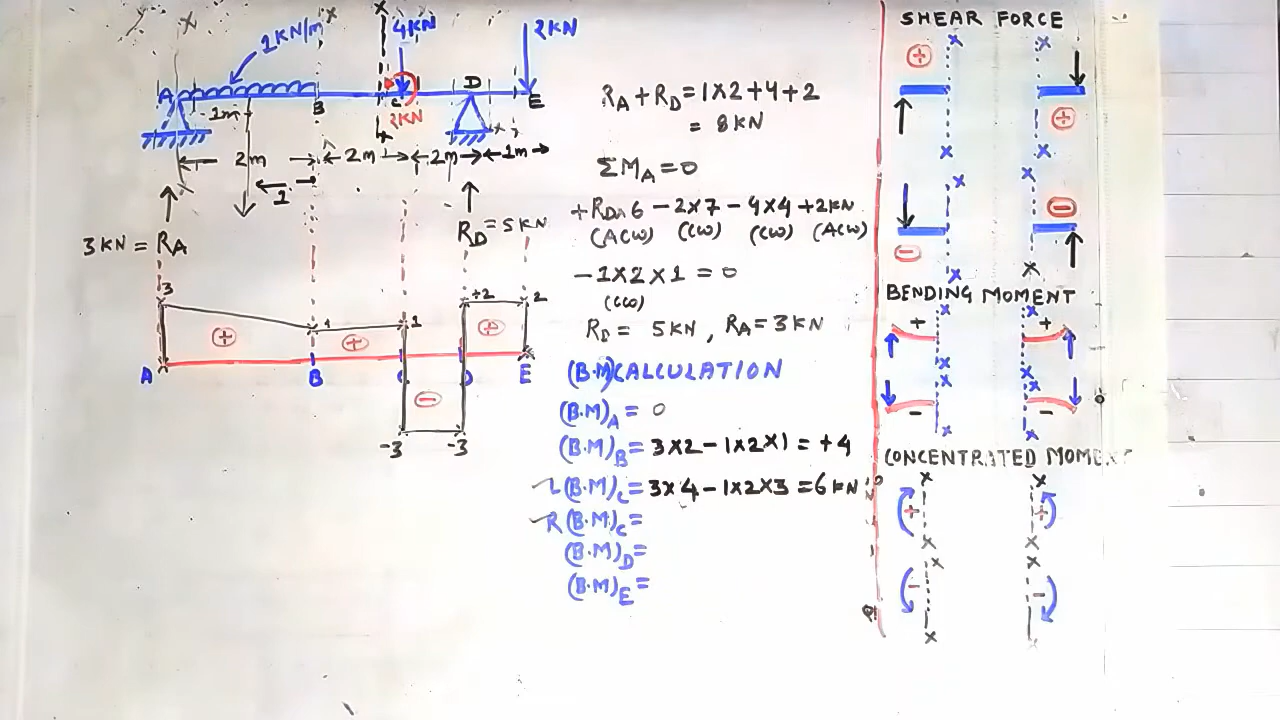 1KN/m
4KN
2KN
A
B
C
D
E
1m
2KN
2m
2m
2m
1m
1
3KN = RA
RD = 5KN
3
1
1
+2
2
+
+
+
−
A
B
C
D
E
-3
-3
RA + RD = 1×2+4+2
= 8KN
ΣMA = 0
+RD×6 − 2×7 − 4×4 +2KN
(ACW) (CW) (CW) (ACW)
−1×2×1 = 0
(CW)
RD = 5KN, RA = 3KN
(B.M) CALCULATION
(B.M)A = 0
(B.M)B = 3×2 − 1×2×1 = +4
L(B.M)C = 3×4 − 1×2×3 = 6KN
R(B.M)C =
(B.M)D =
(B.M)E =
SHEAR FORCE
+
+
−
−
BENDING MOMENT
+ +
− −
CONCENTRATED MOMENT
+ +
− −